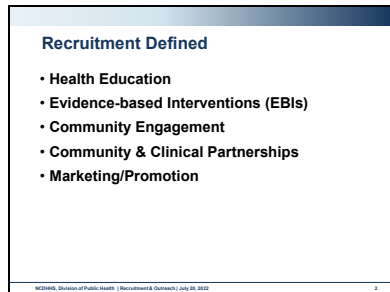 Recruitment Defined
• Health Education
• Evidence-based Interventions (EBIs)
• Community Engagement
• Community & Clinical Partnerships
• Marketing/Promotion
NCDHHS, Division of Public Health | Recruitment & Outreach | July 20, 2022 2